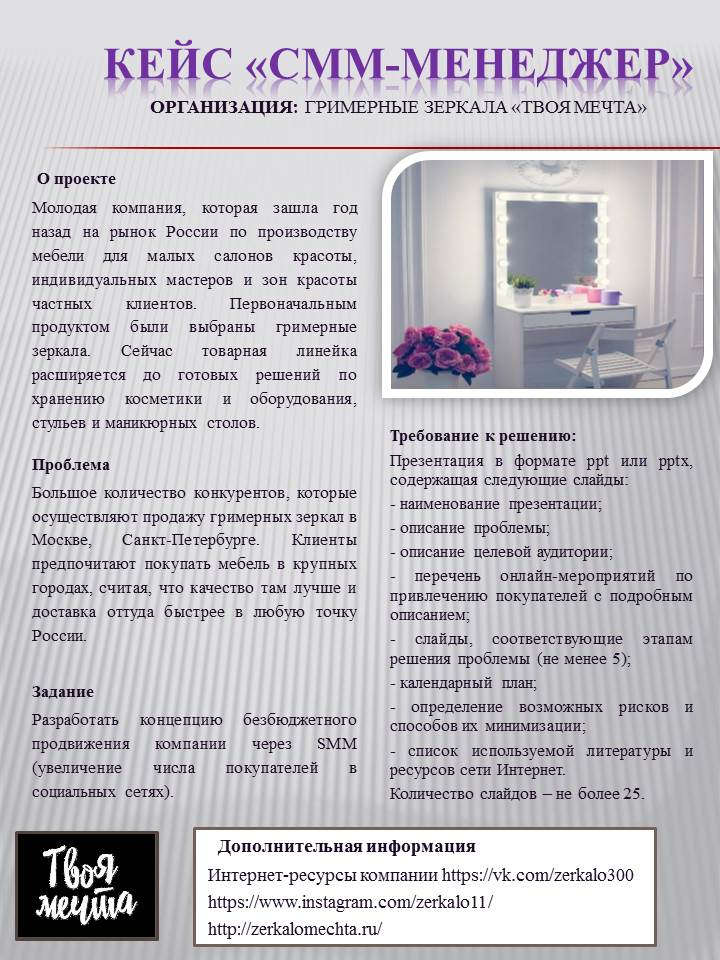 КЕЙС «СММ-МЕНЕДЖЕР»
ОРГАНИЗАЦИЯ: ГРИМЕРНЫЕ ЗЕРКАЛА «ТВОЯ МЕЧТА»
О проекте
Молодая компания, которая зашла год
назад на рынок России по производству
мебели для малых салонов красоты,
индивидуальных мастеров и зон красоты
частных клиентов. Первоначальным
продуктом были выбраны гримерные
зеркала. Сейчас товарная линейка
расширяется до готовых решений по
хранению косметики и оборудования,
стульев и маникюрных столов.
Проблема
Большое количество конкурентов, которые
осуществляют продажу гримерных зеркал в
Москве, Санкт-Петербурге. Клиенты
предпочитают покупать мебель в крупных
городах, считая, что качество там лучше и
доставка оттуда быстрее в любую точку
России.
Задание
Разработать концепцию безбюджетного
продвижения компании через SMM
(увеличение числа покупателей в
социальных сетях).
Требование к решению:
Презентация в формате ppt или pptx,
содержащая следующие слайды:
- наименование презентации;
- описание проблемы;
- описание целевой аудитории;
- перечень онлайн-мероприятий по
привлечению покупателей с подробным
описанием;
- слайды, соответствующие этапам
решения проблемы (не менее 5);
- календарный план;
- определение возможных рисков и
способов их минимизации;
- список используемой литературы и
ресурсов сети Интернет.
Количество слайдов – не более 25.
Твоя
мечта
Дополнительная информация
Интернет-ресурсы компании https://vk.com/zerkalo300
https://www.instagram.com/zerkalo11/
http://zerkalomechta.ru/